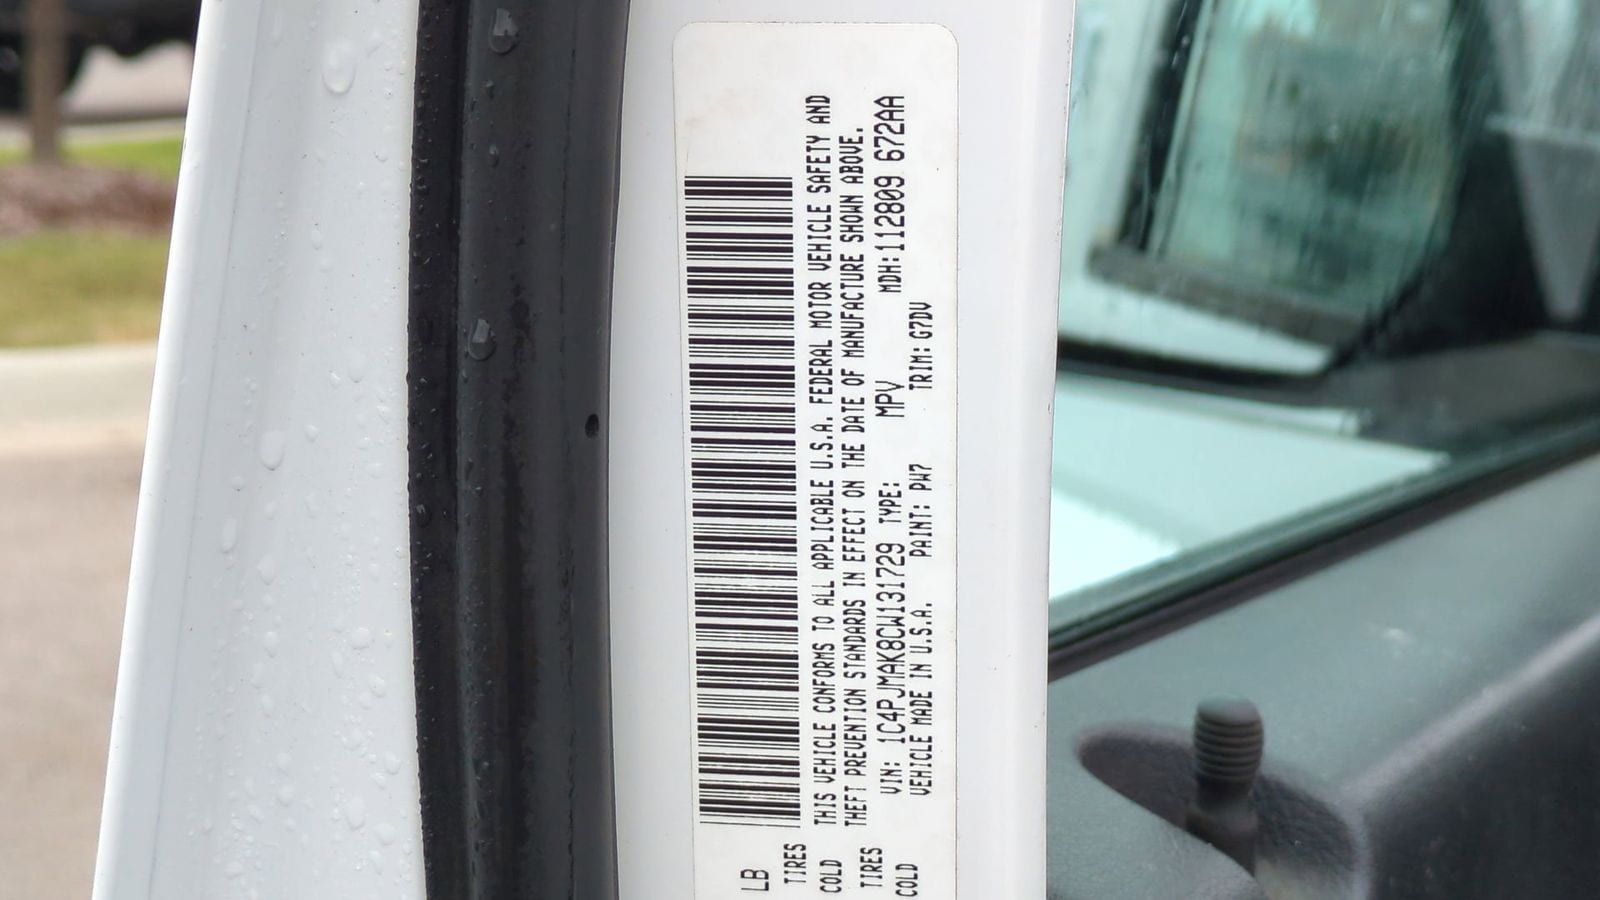 THIS VEHICLE CONFORMS TO ALL APPLICABLE U.S.A. FEDERAL MOTOR VEHICLE SAFETY AND
THEFT PREVENTION STANDARDS IN EFFECT ON THE DATE OF MANUFACTURE SHOWN ABOVE.
VIN: 1C4PJMAK8CW131729 TYPE: MPV MDH: 112809 672AA
VEHICLE MADE IN U.S.A. PAINT: PW7 TRIM: G7DV
LB
TIRES
COLD
TIRES
COLD